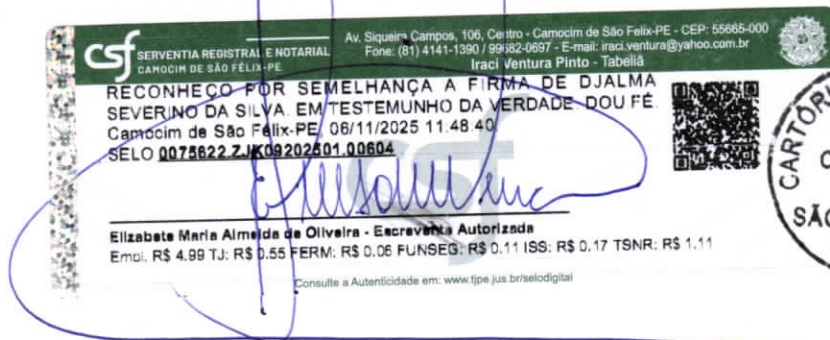 csf SERVENTIA REGISTRAL E NOTARIAL
CAMOCIM DE SÃO FÉLIX-PE
Av. Siqueira Campos, 106, Centro - Camocim de São Felix-PE - CEP: 55665-000
Fone: (81) 4141-1390 / 99682-0697 - E-mail: iraci.ventura@yahoo.com.br
Iraci Ventura Pinto - Tabeliã
RECONHEÇO POR SEMELHANÇA A FIRMA DE DJALMA
SEVERINO DA SILVA. EM TESTEMUNHO DA VERDADE. DOU FÉ.
Camocim de São Félix-PE, 06/11/2025 11:48:40
SELO 0075622.ZJK09202501.00604
Elizabete Maria Almeida de Oliveira - Escrevente Autorizada
Emol. R$ 4.99 TJ: R$ 0.55 FERM: R$ 0.06 FUNSEG: R$ 0.11 ISS: R$ 0.17 TSNR: R$ 1.11
Consulte a Autenticidade em: www.tjpe.jus.br/selodigital